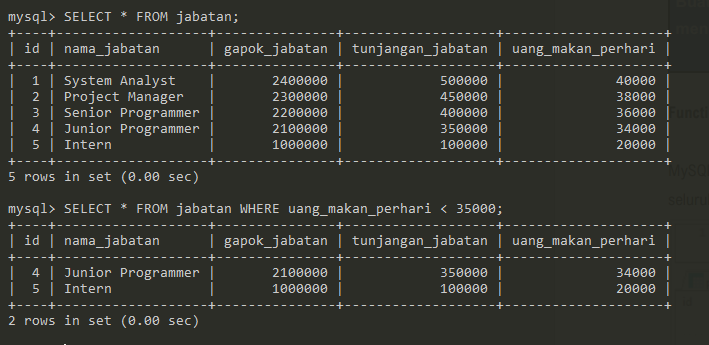 mysql> SELECT * FROM jabatan;
+----+-------------------+---------------+-------------------+--------------------+
| id | nama_jabatan      | gapok_jabatan | tunjangan_jabatan | uang_makan_perhari |
+----+-------------------+---------------+-------------------+--------------------+
|  1 | System Analyst    |       2400000 |            500000 |              40000 |
|  2 | Project Manager   |       2300000 |            450000 |              38000 |
|  3 | Senior Programmer |       2200000 |            400000 |              36000 |
|  4 | Junior Programmer |       2100000 |            350000 |              34000 |
|  5 | Intern            |       1000000 |            100000 |              20000 |
+----+-------------------+---------------+-------------------+--------------------+
5 rows in set (0.00 sec)
mysql> SELECT * FROM jabatan WHERE uang_makan_perhari < 35000;
+----+-------------------+---------------+-------------------+--------------------+
| id | nama_jabatan      | gapok_jabatan | tunjangan_jabatan | uang_makan_perhari |
+----+-------------------+---------------+-------------------+--------------------+
|  4 | Junior Programmer |       2100000 |            350000 |              34000 |
|  5 | Intern            |       1000000 |            100000 |              20000 |
+----+-------------------+---------------+-------------------+--------------------+
2 rows in set (0.00 sec)